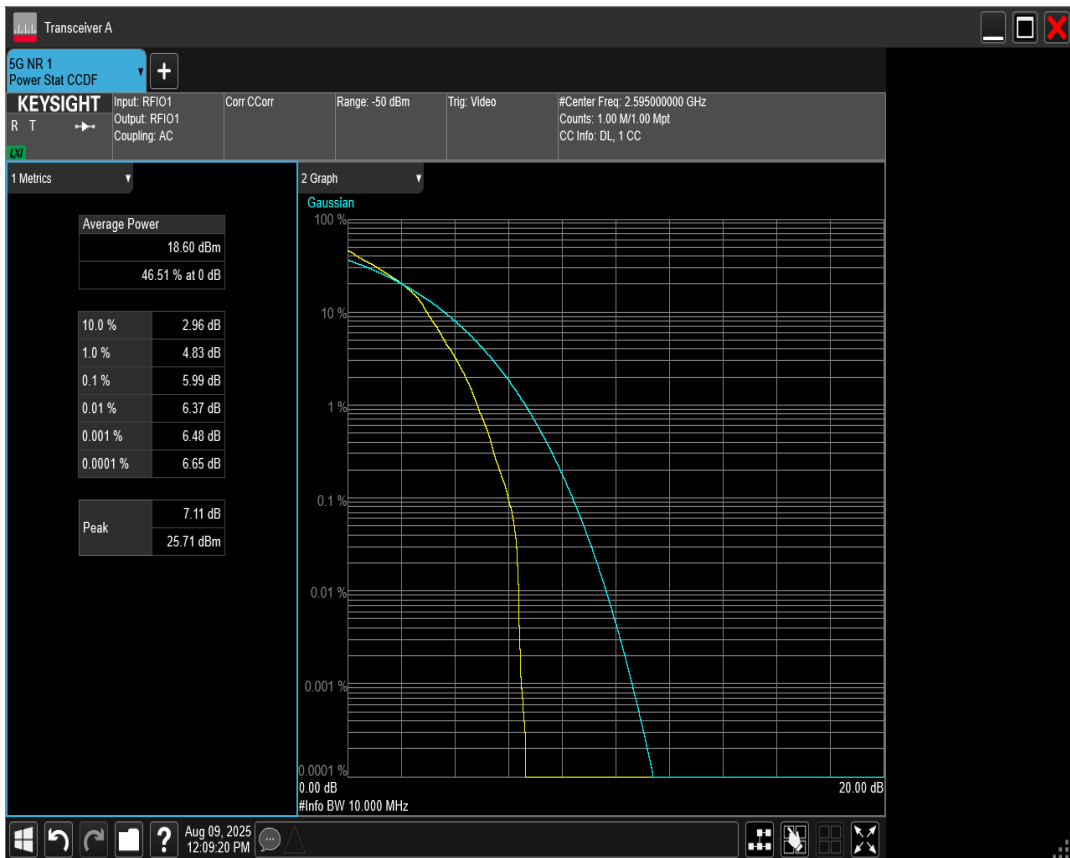 Transceiver A
5G NR 1
Power Stat CCDF
KEYSIGHT
R T
LXI
Input: RFIO1
Output: RFIO1
Coupling: AC
Corr CCorr
Range: -50 dBm
Trig: Video
#Center Freq: 2.595000000 GHz
Counts: 1.00 M/1.00 Mpt
CC Info: DL, 1 CC
1 Metrics
Average Power
18.60 dBm
46.51 % at 0 dB
10.0 % 2.96 dB
1.0 % 4.83 dB
0.1 % 5.99 dB
0.01 % 6.37 dB
0.001 % 6.48 dB
0.0001 % 6.65 dB
Peak
7.11 dB
25.71 dBm
2 Graph
Gaussian
100 %
10 %
1 %
0.1 %
0.01 %
0.001 %
0.0001 %
0.00 dB 20.00 dB
#Info BW 10.000 MHz
? Aug 09, 2025
12:09:20 PM